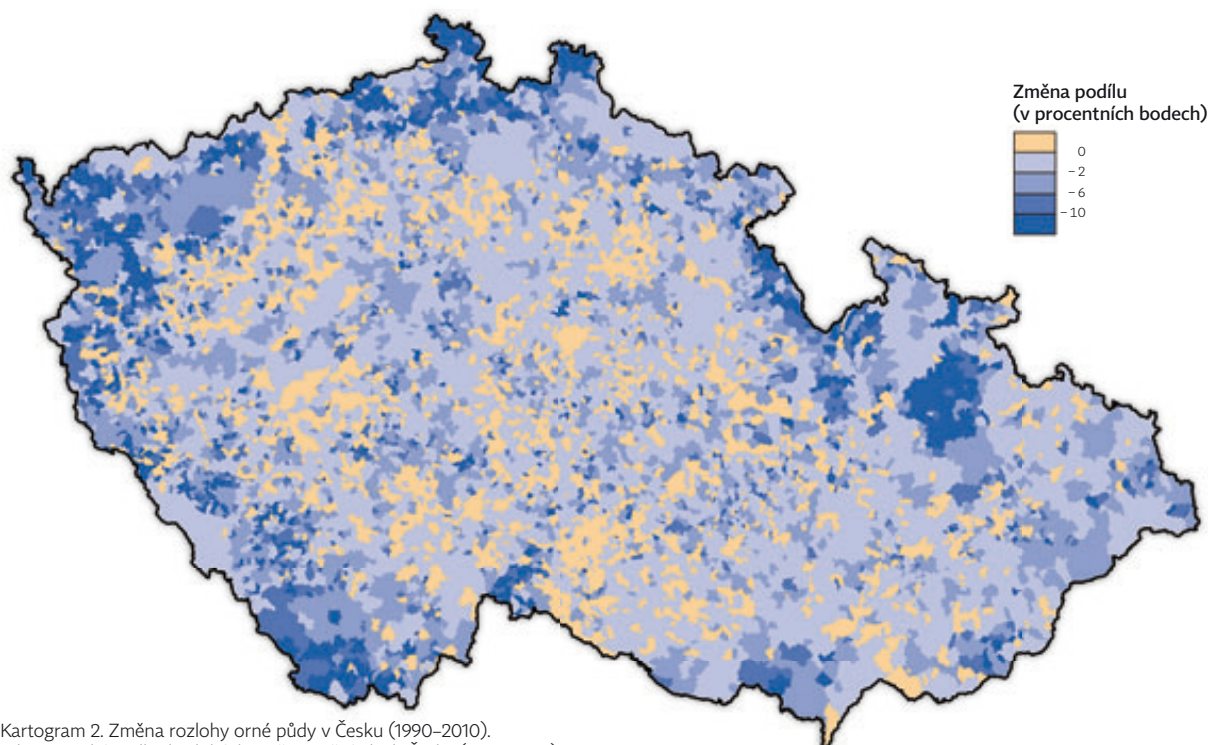 Změna podílu
(v procentních bodech)
0
-2
-6
-10
Kartogram 2. Změna rozlohy orné půdy v Česku (1990–2010).